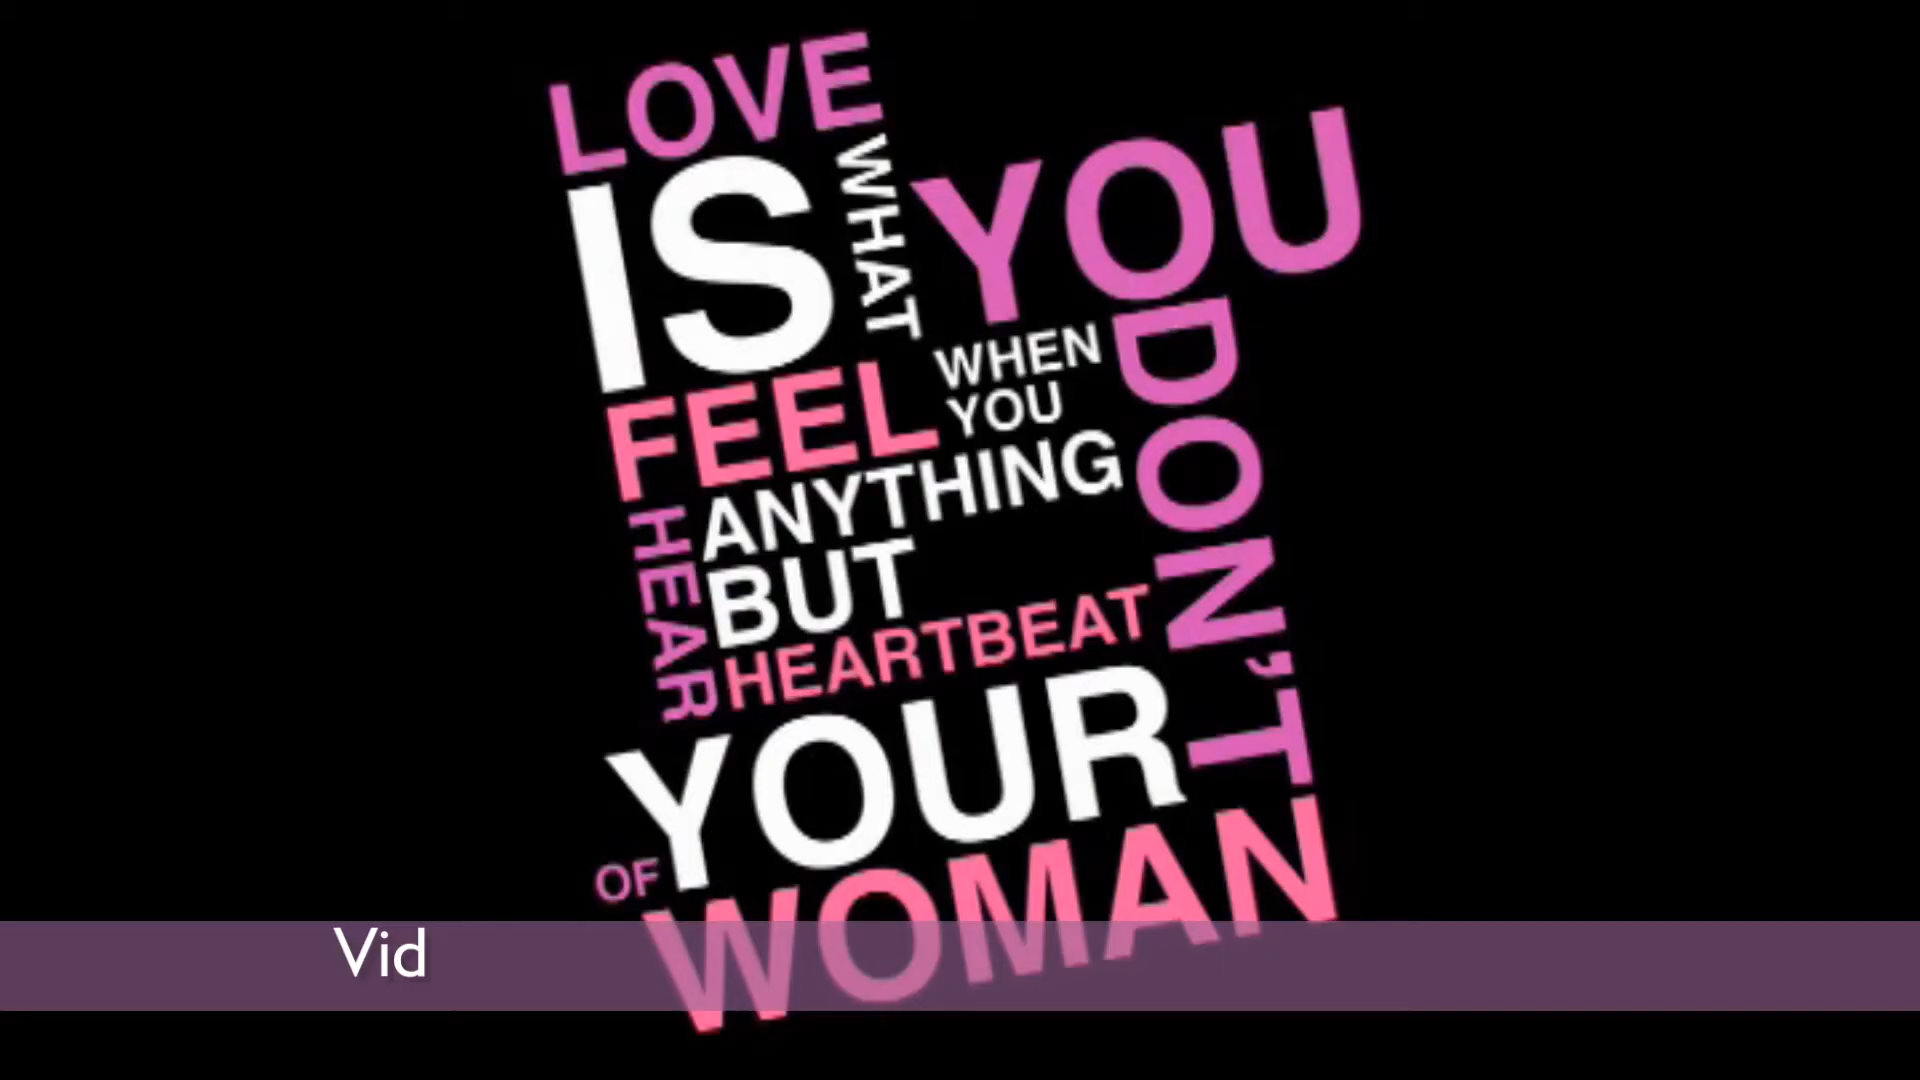 LOVE
IS
WHAT
YOU
FEEL
WHEN
YOU
DON'T
HEAR
ANYTHING
BUT
HEARTBEAT
OF
YOUR
WOMAN
Vid